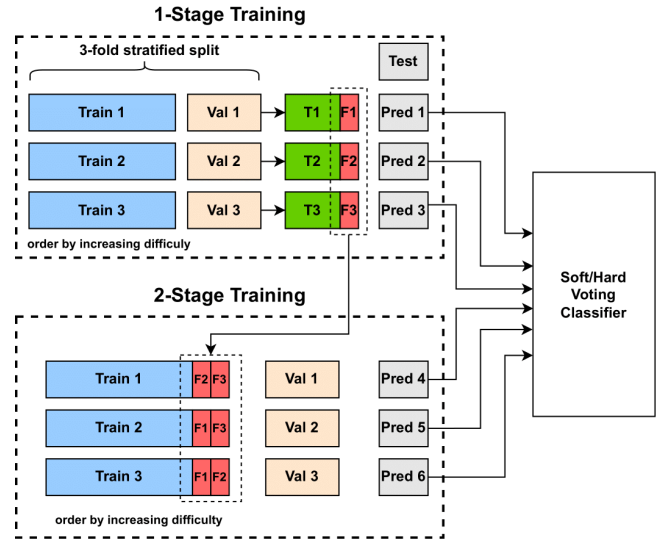 1-Stage Training
3-fold stratified split
Test
Train 1 Val 1 T1 F1 Pred 1
Train 2 Val 2 T2 F2 Pred 2
Train 3 Val 3 T3 F3 Pred 3
order by increasing difficuly
Soft/Hard
Voting
Classifier
2-Stage Training
Train 1 F2 F3 Val 1 Pred 4
Train 2 F1 F3 Val 2 Pred 5
Train 3 F1 F2 Val 3 Pred 6
order by increasing difficulty